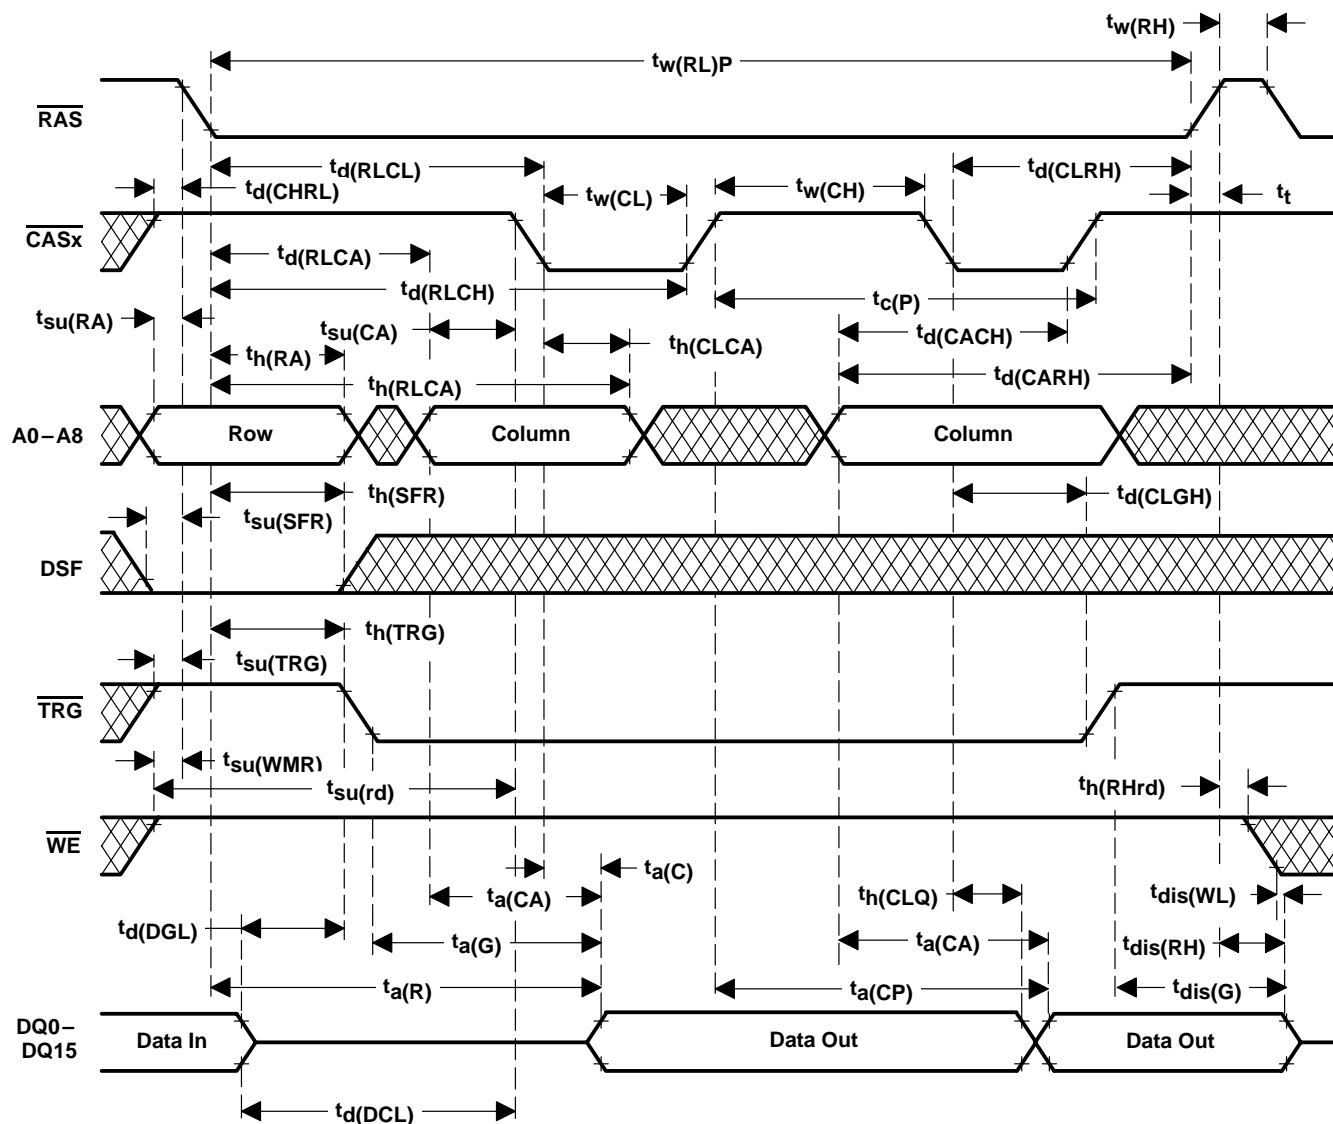 tw(RH)
tw(RL)P
RAS
td(RLCL)
td(CLRH)
td(CHRL)
tw(CL)
tw(CH)
tt
CASx
td(RLCA)
td(RLCH)
tc(P)
tsu(RA)
tsu(CA)
td(CACH)
th(RA)
th(CLCA)
th(RLCA)
td(CARH)
A0–A8
Row
Column
Column
th(SFR)
td(CLGH)
tsu(SFR)
DSF
th(TRG)
tsu(TRG)
TRG
tsu(WMR)
tsu(rd)
th(RHrd)
WE
ta(C)
ta(CA)
th(CLQ)
tdis(WL)
td(DGL)
ta(G)
ta(CA)
tdis(RH)
ta(R)
ta(CP)
tdis(G)
DQ0–
DQ15
Data In
Data Out
Data Out
td(DCL)